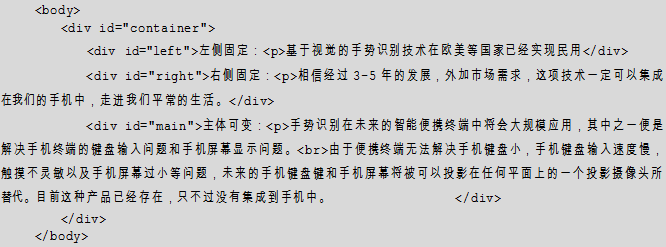 <body>
<div id="container">
<div id="left">左侧固定：<p>基于视觉的手势识别技术在欧美等国家已经实现民用</div>
<div id="right">右侧固定：<p>相信经过 3-5 年的发展，外加市场需求，这项技术一定可以集成
在我们的手机中，走进我们平常的生活。</div>
<div id="main">主体可变：<p>手势识别在未来的智能便携终端中将会大规模应用，其中之一便是
解决手机终端的键盘输入问题和手机屏幕显示问题。<br>由于便携终端无法解决手机键盘小，手机键盘输入速度慢，
触摸不灵敏以及手机屏幕过小等问题，未来的手机键盘键和手机屏幕将被可以投影在任何平面上的一个投影摄像头所
替代。目前这种产品已经存在，只不过没有集成到手机中。 </div>
</div>
</body>